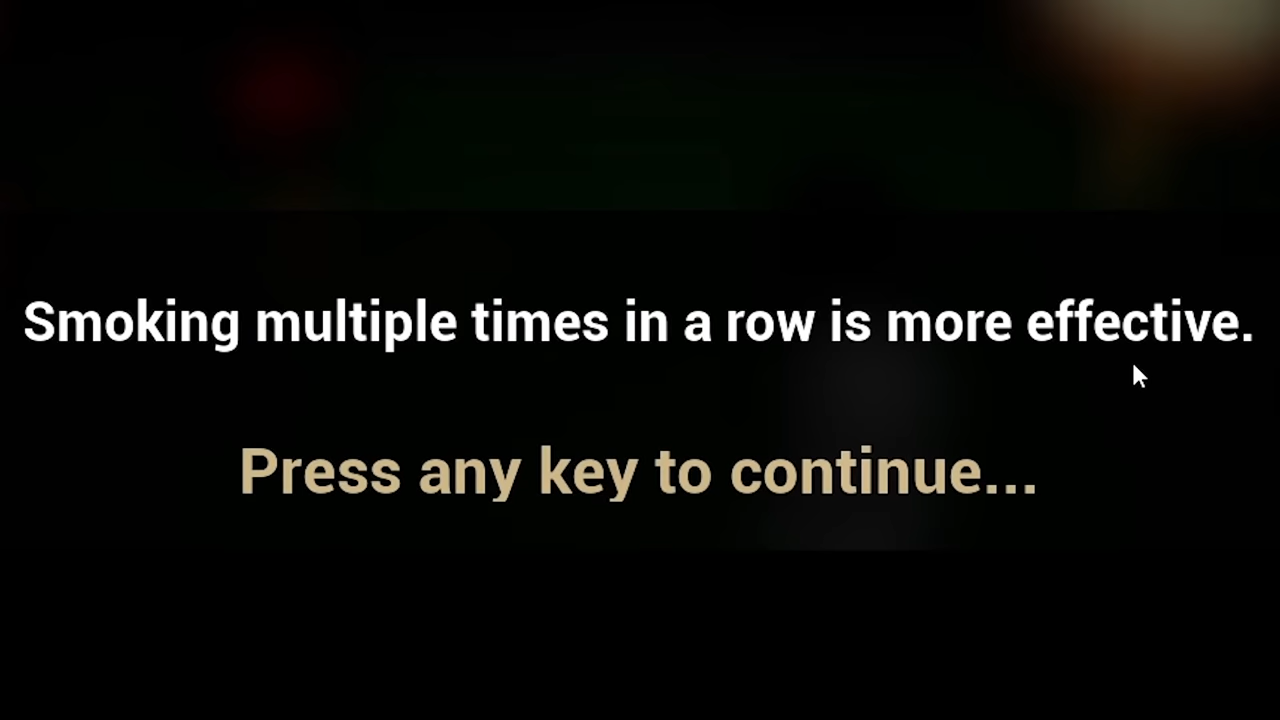 Smoking multiple times in a row is more effective.
Press any key to continue...